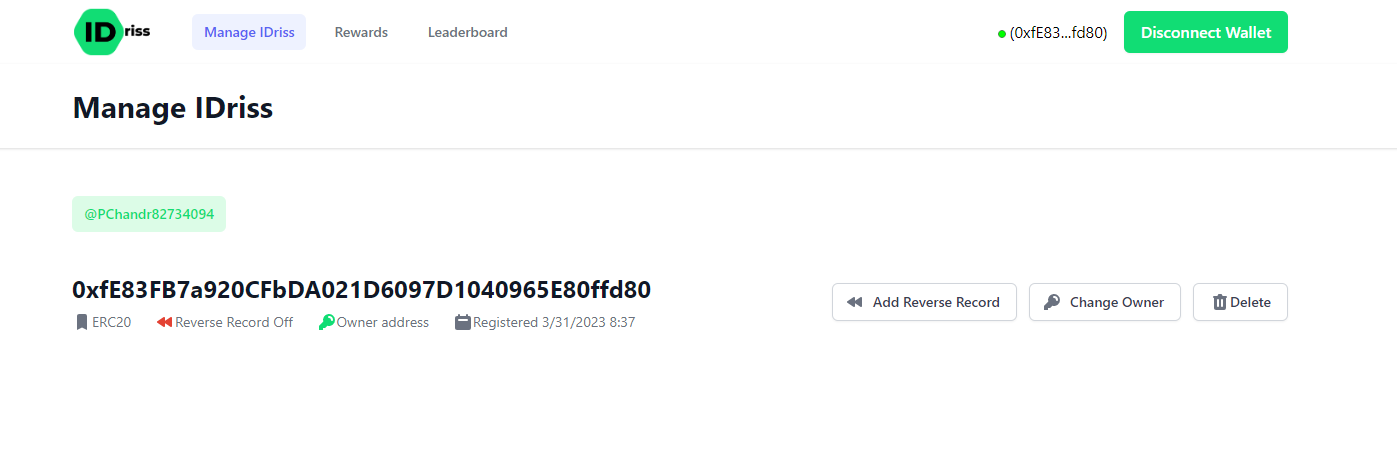 IDriss Manage IDriss Rewards Leaderboard (0xfE83...fd80) Disconnect Wallet
Manage IDriss
@PChandr82734094
0xfE83FB7a920CFbDA021D6097D1040965E80ffd80
Add Reverse Record Change Owner Delete
ERC20 Reverse Record Off Owner address Registered 3/31/2023 8:37